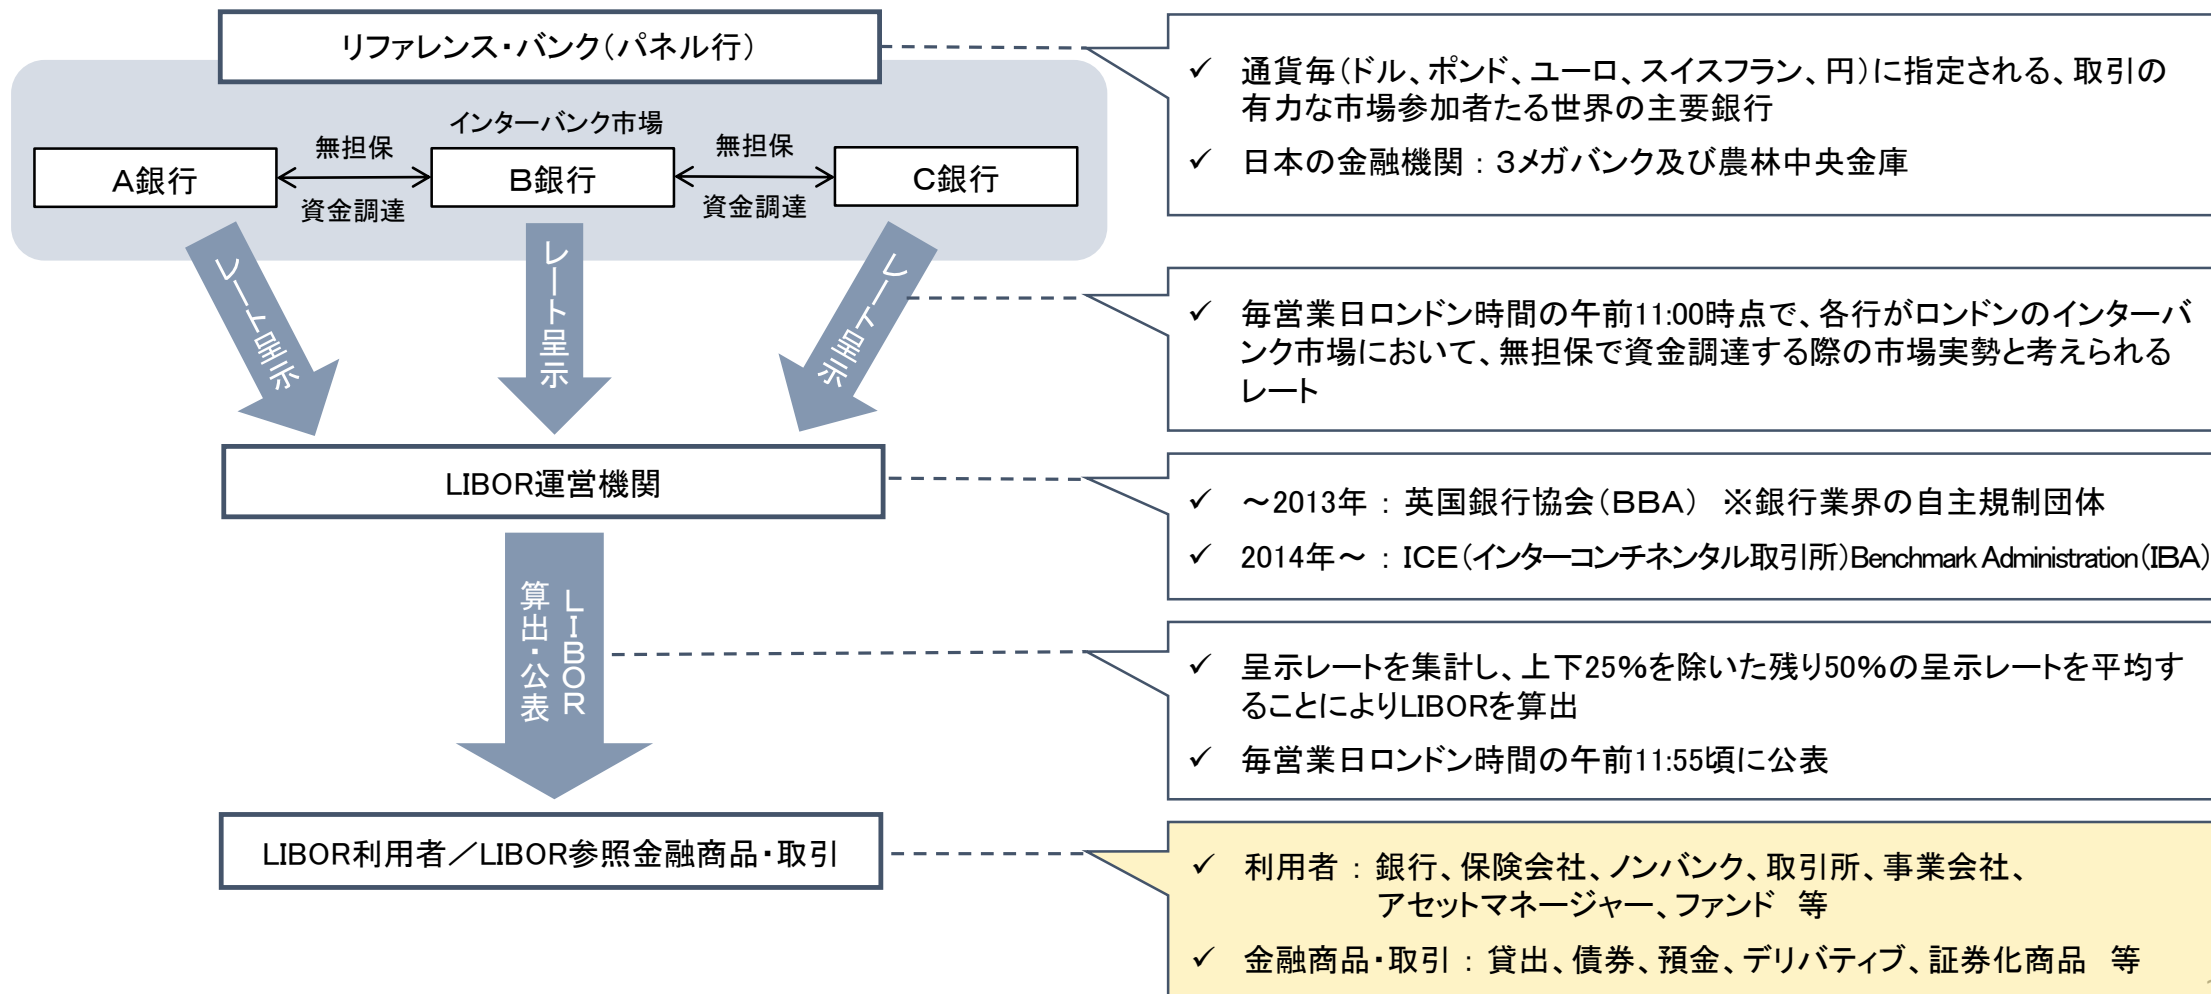 リファレンス・バンク（パネル行）
インターバンク市場
無担保
無担保
A銀行
B銀行
C銀行
資金調達
資金調達
レート呈示
レート呈示
レート呈示
LIBOR運営機関
LIBOR
算出・公表
LIBOR利用者／LIBOR参照金融商品・取引
✓ 通貨毎（ドル、ポンド、ユーロ、スイスフラン、円）に指定される、取引の
有力な市場参加者たる世界の主要銀行
✓ 日本の金融機関：３メガバンク及び農林中央金庫
✓ 毎営業日ロンドン時間の午前11:00時点で、各行がロンドンのインターバ
ンク市場において、無担保で資金調達する際の市場実勢と考えられる
レート
✓ ～2013年：英国銀行協会（BBA） ※銀行業界の自主規制団体
✓ 2014年～：ICE（インターコンチネンタル取引所）Benchmark Administration（IBA）
✓ 呈示レートを集計し、上下25％を除いた残り50％の呈示レートを平均す
ることによりLIBORを算出
✓ 毎営業日ロンドン時間の午前11:55頃に公表
✓ 利用者：銀行、保険会社、ノンバンク、取引所、事業会社、
アセットマネージャー、ファンド 等
✓ 金融商品・取引：貸出、債券、預金、デリバティブ、証券化商品 等